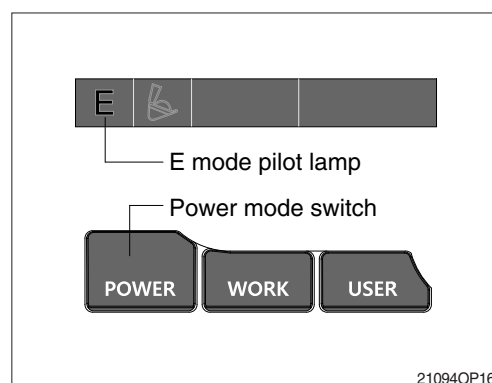 E
E mode pilot lamp
Power mode switch
POWER WORK USER
21094OP16